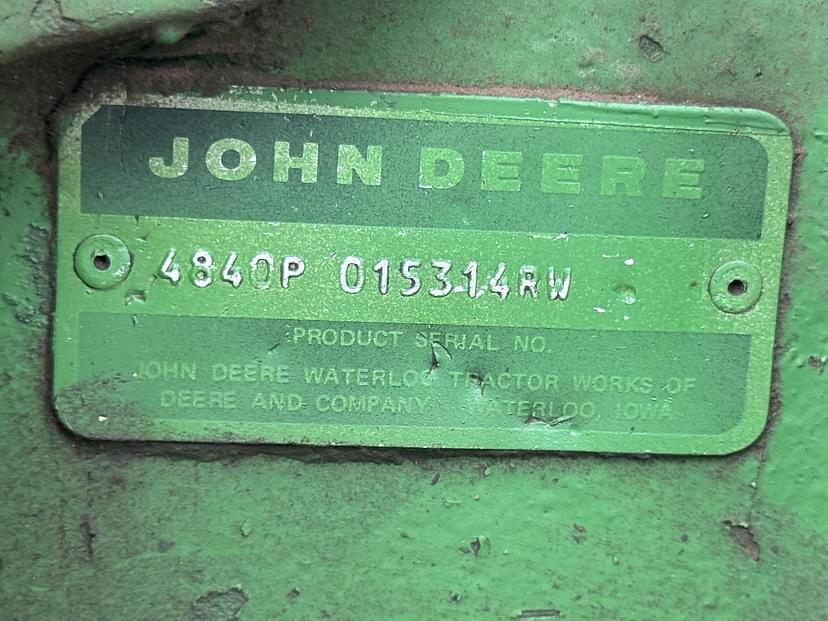 JOHN DEERE
4840P 015314RW
PRODUCT SERIAL NO.
JOHN DEERE WATERLOO TRACTOR WORKS OF
DEERE AND COMPANY WATERLOO, IOWA